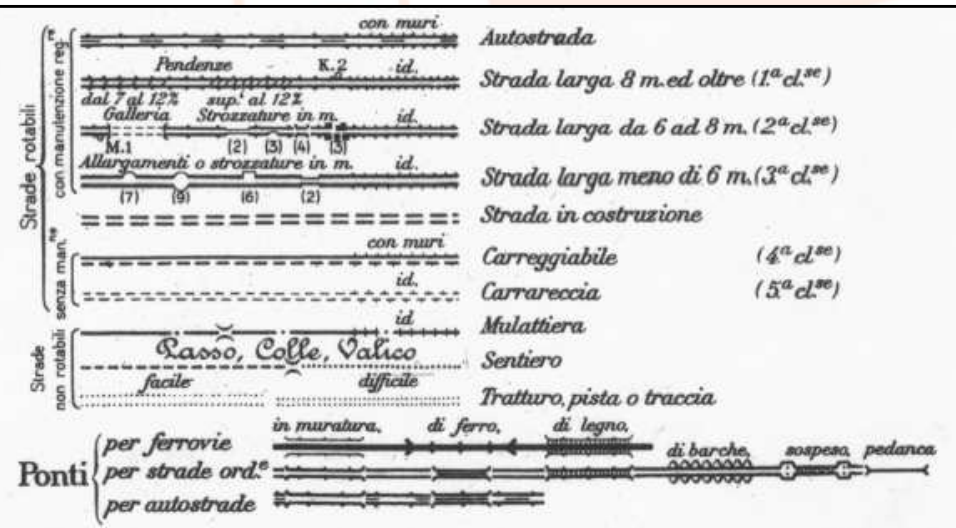 con muri
Autostrada
Pendenze K.2 id.
Strada larga 8 m. ed oltre (1.ª cl.se)
dal 7 al 12% sup.i al 12%
Galleria Strozzature in m. id.
Strada larga da 6 ad 8 m. (2.ª cl.se)
M.1 (2) (3) (4) (3)
Allargamenti o strozzature in m. id.
Strada larga meno di 6 m. (3.ª cl.se)
(7) (9) (6) (2)
Strada in costruzione
con muri
Carreggiabile (4.ª cl.se)
id.
Carrareccia (5.ª cl.se)
id
Mulattiera
Passo, Colle, Valico
Sentiero
facile difficile
Tratturo, pista o traccia
Strade rotabili
con manutenzione reg.re
senza man.ne
Strade
non rotabili
in muratura, di ferro, di legno,
per ferrovie
di barche, sospeso, pedanca
Ponti per strade ord.e
per autostrade